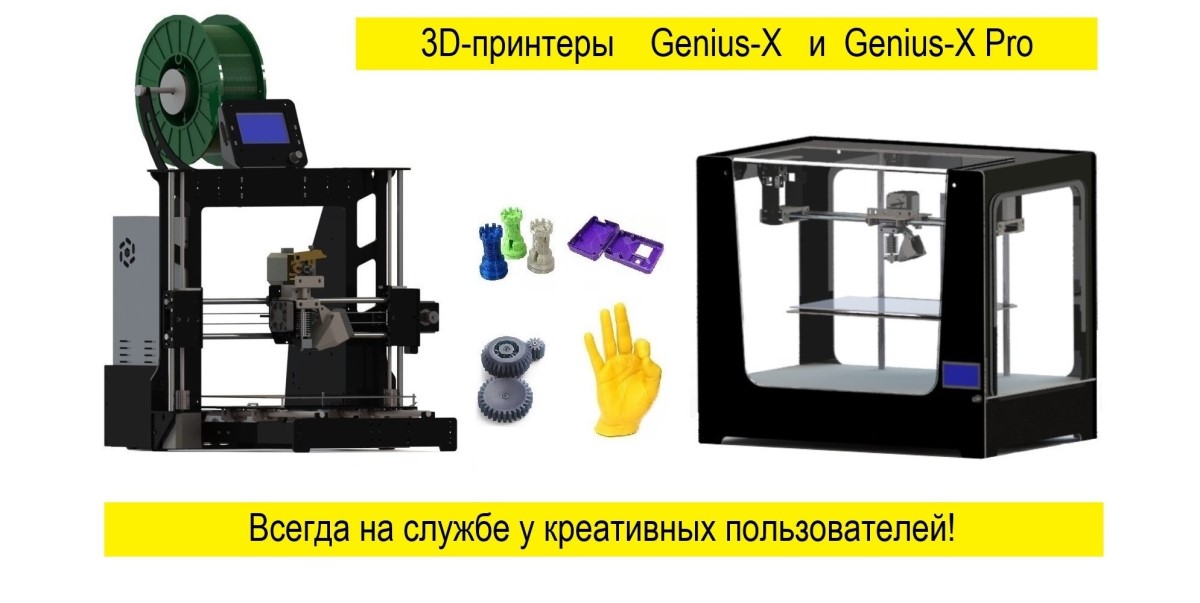 3D-принтеры Genius-X и Genius-X Pro
Всегда на службе у креативных пользователей!